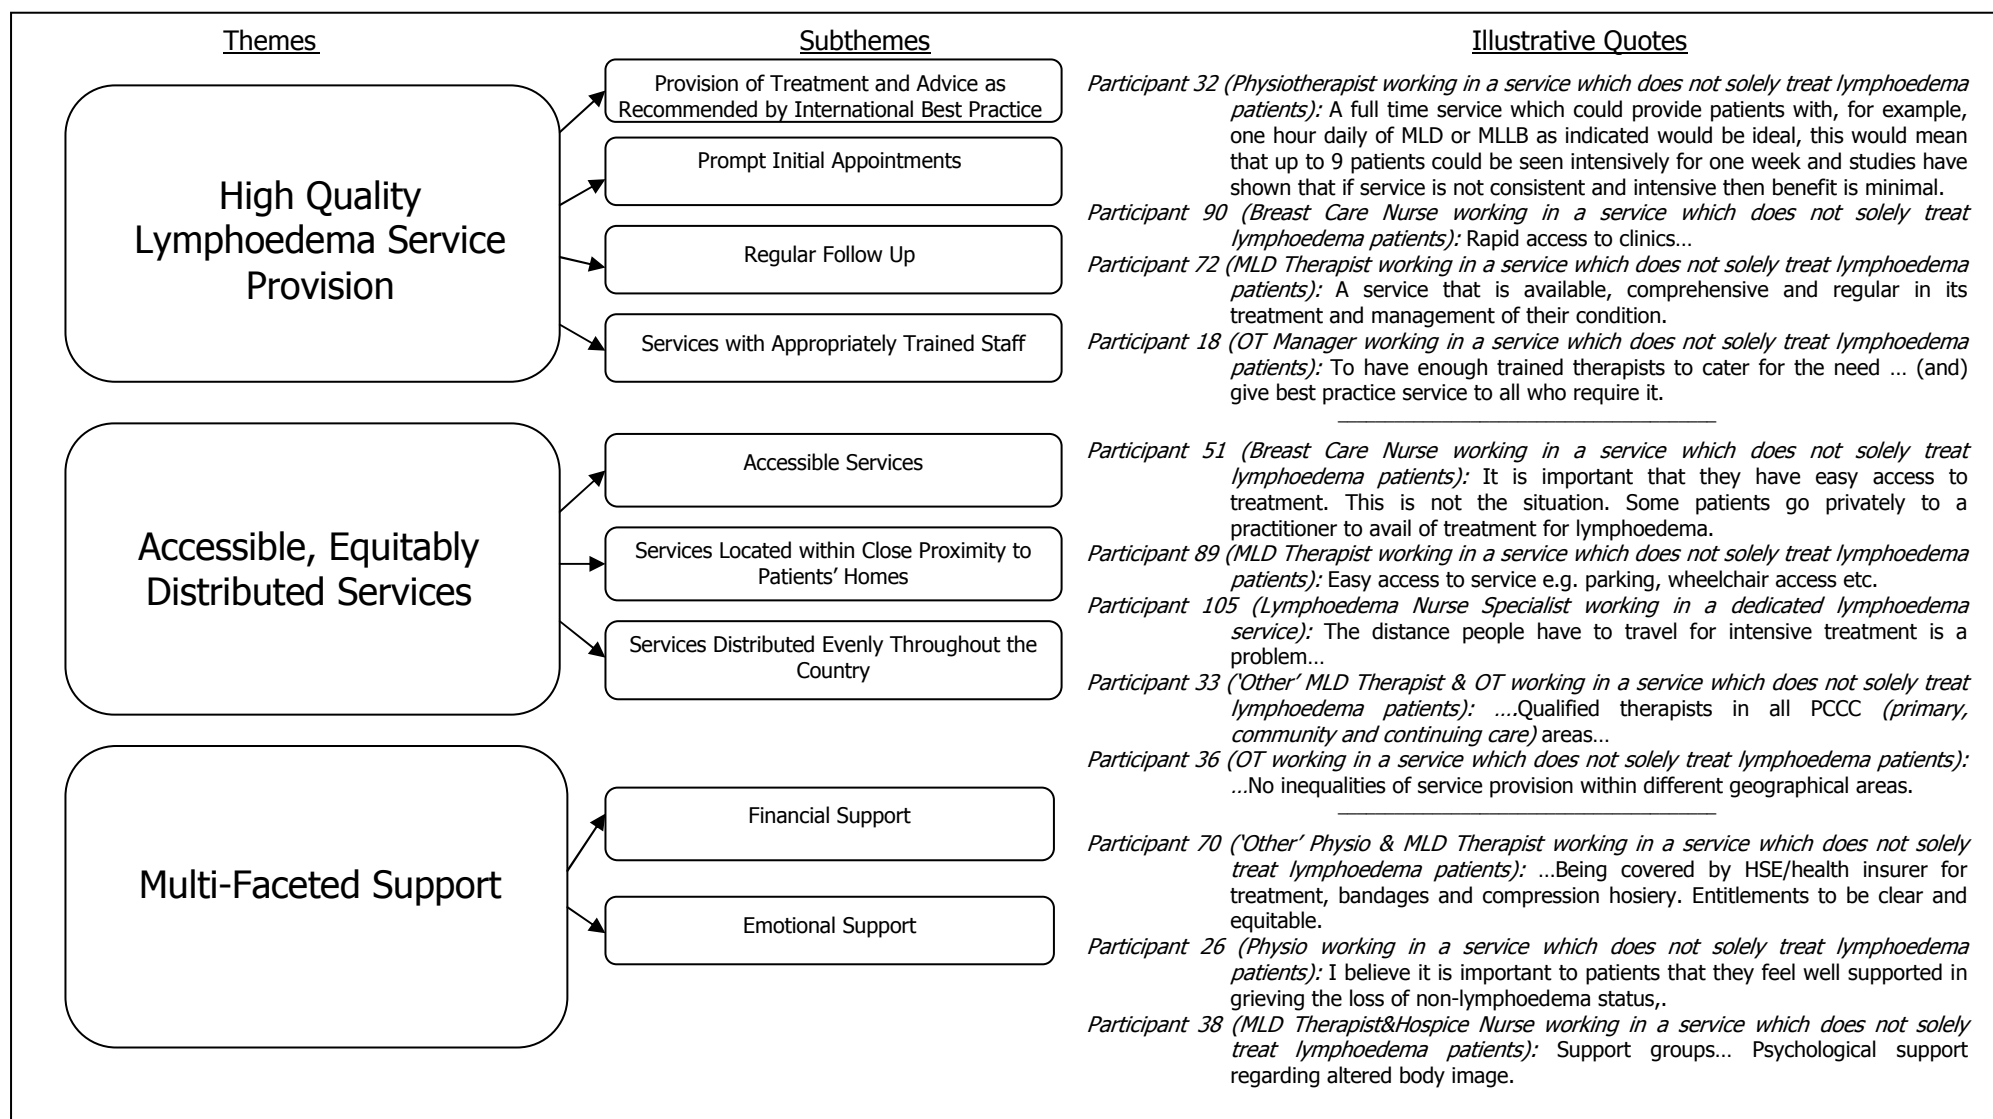 Themes
Subthemes
Illustrative Quotes
High Quality
Lymphoedema Service
Provision
Provision of Treatment and Advice as
Recommended by International Best Practice
Prompt Initial Appointments
Regular Follow Up
Services with Appropriately Trained Staff
Participant 32 (Physiotherapist working in a service which does not solely treat lymphoedema
patients): A full time service which could provide patients with, for example,
one hour daily of MLD or MLLB as indicated would be ideal, this would mean
that up to 9 patients could be seen intensively for one week and studies have
shown that if service is not consistent and intensive then benefit is minimal.
Participant 90 (Breast Care Nurse working in a service which does not solely treat
lymphoedema patients): Rapid access to clinics…
Participant 72 (MLD Therapist working in a service which does not solely treat lymphoedema
patients): A service that is available, comprehensive and regular in its
treatment and management of their condition.
Participant 18 (OT Manager working in a service which does not solely treat lymphoedema
patients): To have enough trained therapists to cater for the need … (and)
give best practice service to all who require it.
Accessible, Equitably
Distributed Services
Accessible Services
Services Located within Close Proximity to
Patients’ Homes
Services Distributed Evenly Throughout the
Country
Participant 51 (Breast Care Nurse working in a service which does not solely treat
lymphoedema patients): It is important that they have easy access to
treatment. This is not the situation. Some patients go privately to a
practitioner to avail of treatment for lymphoedema.
Participant 89 (MLD Therapist working in a service which does not solely treat lymphoedema
patients): Easy access to service e.g. parking, wheelchair access etc.
Participant 105 (Lymphoedema Nurse Specialist working in a dedicated lymphoedema
service): The distance people have to travel for intensive treatment is a
problem…
Participant 33 (‘Other’ MLD Therapist & OT working in a service which does not solely treat
lymphoedema patients): ….Qualified therapists in all PCCC (primary,
community and continuing care) areas…
Participant 36 (OT working in a service which does not solely treat lymphoedema patients):
…No inequalities of service provision within different geographical areas.
Multi-Faceted Support
Financial Support
Emotional Support
Participant 70 (‘Other’ Physio & MLD Therapist working in a service which does not solely
treat lymphoedema patients): …Being covered by HSE/health insurer for
treatment, bandages and compression hosiery. Entitlements to be clear and
equitable.
Participant 26 (Physio working in a service which does not solely treat lymphoedema
patients): I believe it is important to patients that they feel well supported in
grieving the loss of non-lymphoedema status,.
Participant 38 (MLD Therapist&Hospice Nurse working in a service which does not solely
treat lymphoedema patients): Support groups… Psychological support
regarding altered body image.